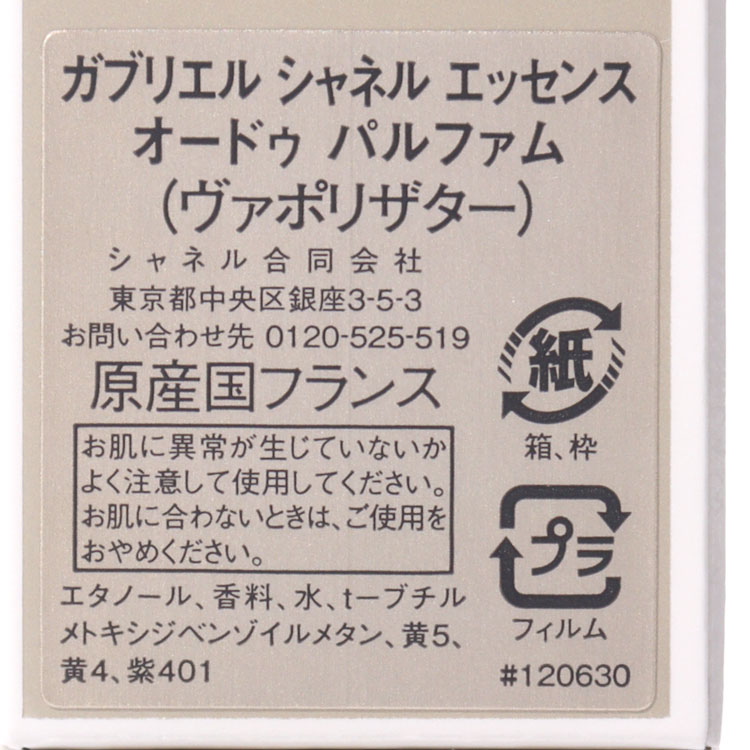 ガブリエル シャネル エッセンス
オードゥ パルファム
(ヴァポリザター)
シャネル合同会社
東京都中央区銀座3-5-3
お問い合わせ先 0120-525-519
原産国フランス
お肌に異常が生じていないか
よく注意して使用してください。
お肌に合わないときは、ご使用を
おやめください。
エタノール、香料、水、t-ブチル
メトキシジベンゾイルメタン、黄5、
黄4、紫401
紙
箱、枠
プラ
フィルム
#120630